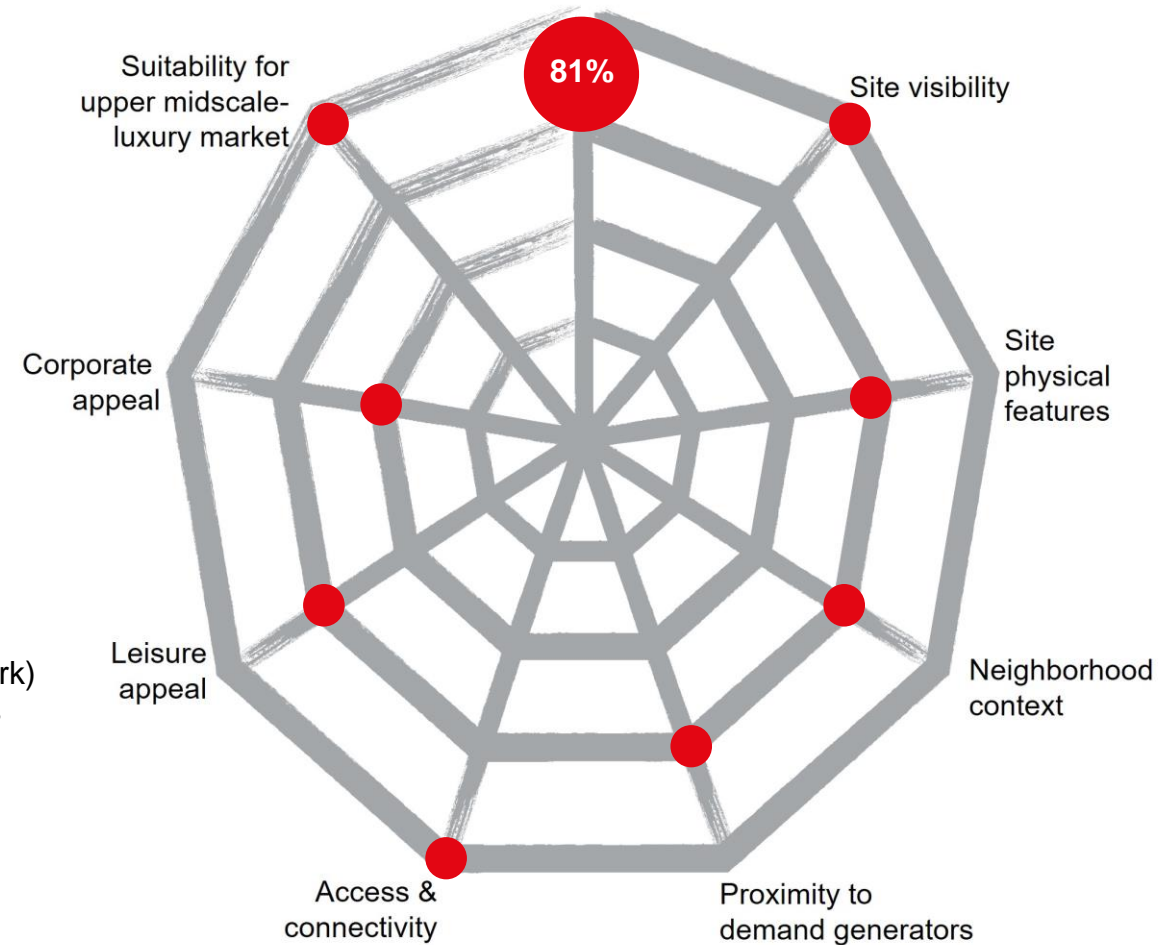 81%
Site visibility
Site
physical
features
Neighborhood
context
Proximity to
demand generators
Access &
connectivity
Leisure
appeal
Corporate
appeal
Suitability for
upper midscale-
luxury market
rk)